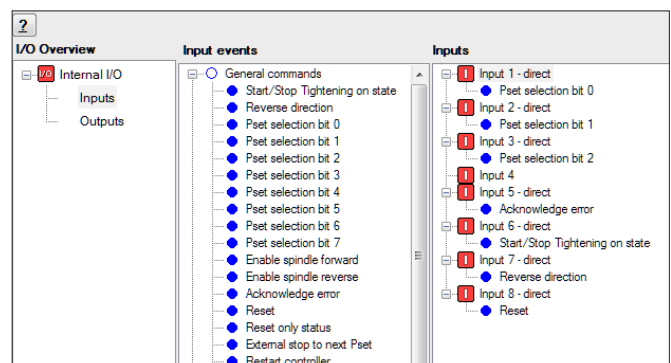 ?
I/O Overview
Internal I/O
Inputs
Outputs
Input events
General commands
Start/Stop Tightening on state
Reverse direction
Pset selection bit 0
Pset selection bit 1
Pset selection bit 2
Pset selection bit 3
Pset selection bit 4
Pset selection bit 5
Pset selection bit 6
Pset selection bit 7
Enable spindle forward
Enable spindle reverse
Acknowledge error
Reset
Reset only status
External stop to next Pset
Restart controller
Inputs
Input 1 - direct
Pset selection bit 0
Input 2 - direct
Pset selection bit 1
Input 3 - direct
Pset selection bit 2
Input 4
Input 5 - direct
Acknowledge error
Input 6 - direct
Start/Stop Tightening on state
Input 7 - direct
Reverse direction
Input 8 - direct
Reset